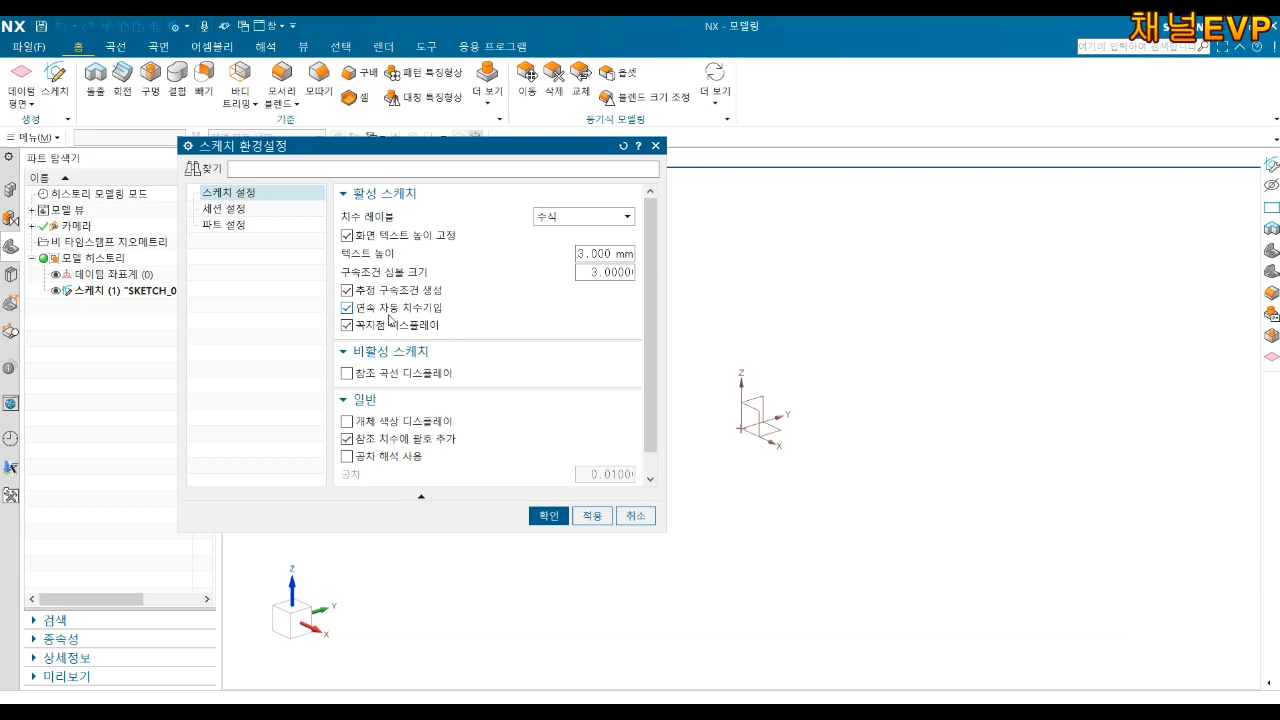 NX
창
NX - 모델링
채널EVP
파일(F) 홈 곡선 곡면 어셈블리 해석 뷰 선택 렌더 도구 응용 프로그램
여기에 입력하여 검색합니다
데이텀 평면
스케치
돌출
회전
구멍
결합
빼기
바디 트리밍
모서리 블렌드
모따기
구배
셸
패턴 특징형상
대칭 특징형상
더 보기
이동
삭제
교체
옵셋
블렌드 크기 조정
더 보기
생성
기준
동기식 모델링
메뉴(M)
파트 탐색기
이름
히스토리 모델링 모드
모델 뷰
카메라
비 타임스탬프 지오메트리
모델 히스토리
데이텀 좌표계 (0)
스케치 (1) "SKETCH_0
검색
종속성
상세정보
미리보기
스케치 환경설정
찾기
스케치 설정
세션 설정
파트 설정
활성 스케치
치수 레이블 수식
화면 텍스트 높이 고정
텍스트 높이 3.000 mm
구속조건 심볼 크기 3.0000
추정 구속조건 생성
연속 자동 치수기입
꼭지점 디스플레이
비활성 스케치
참조 곡선 디스플레이
일반
개체 색상 디스플레이
참조 치수에 괄호 추가
공차 해석 사용
공차 0.0100
확인 적용 취소
Z
Y
X
Z
Y
X